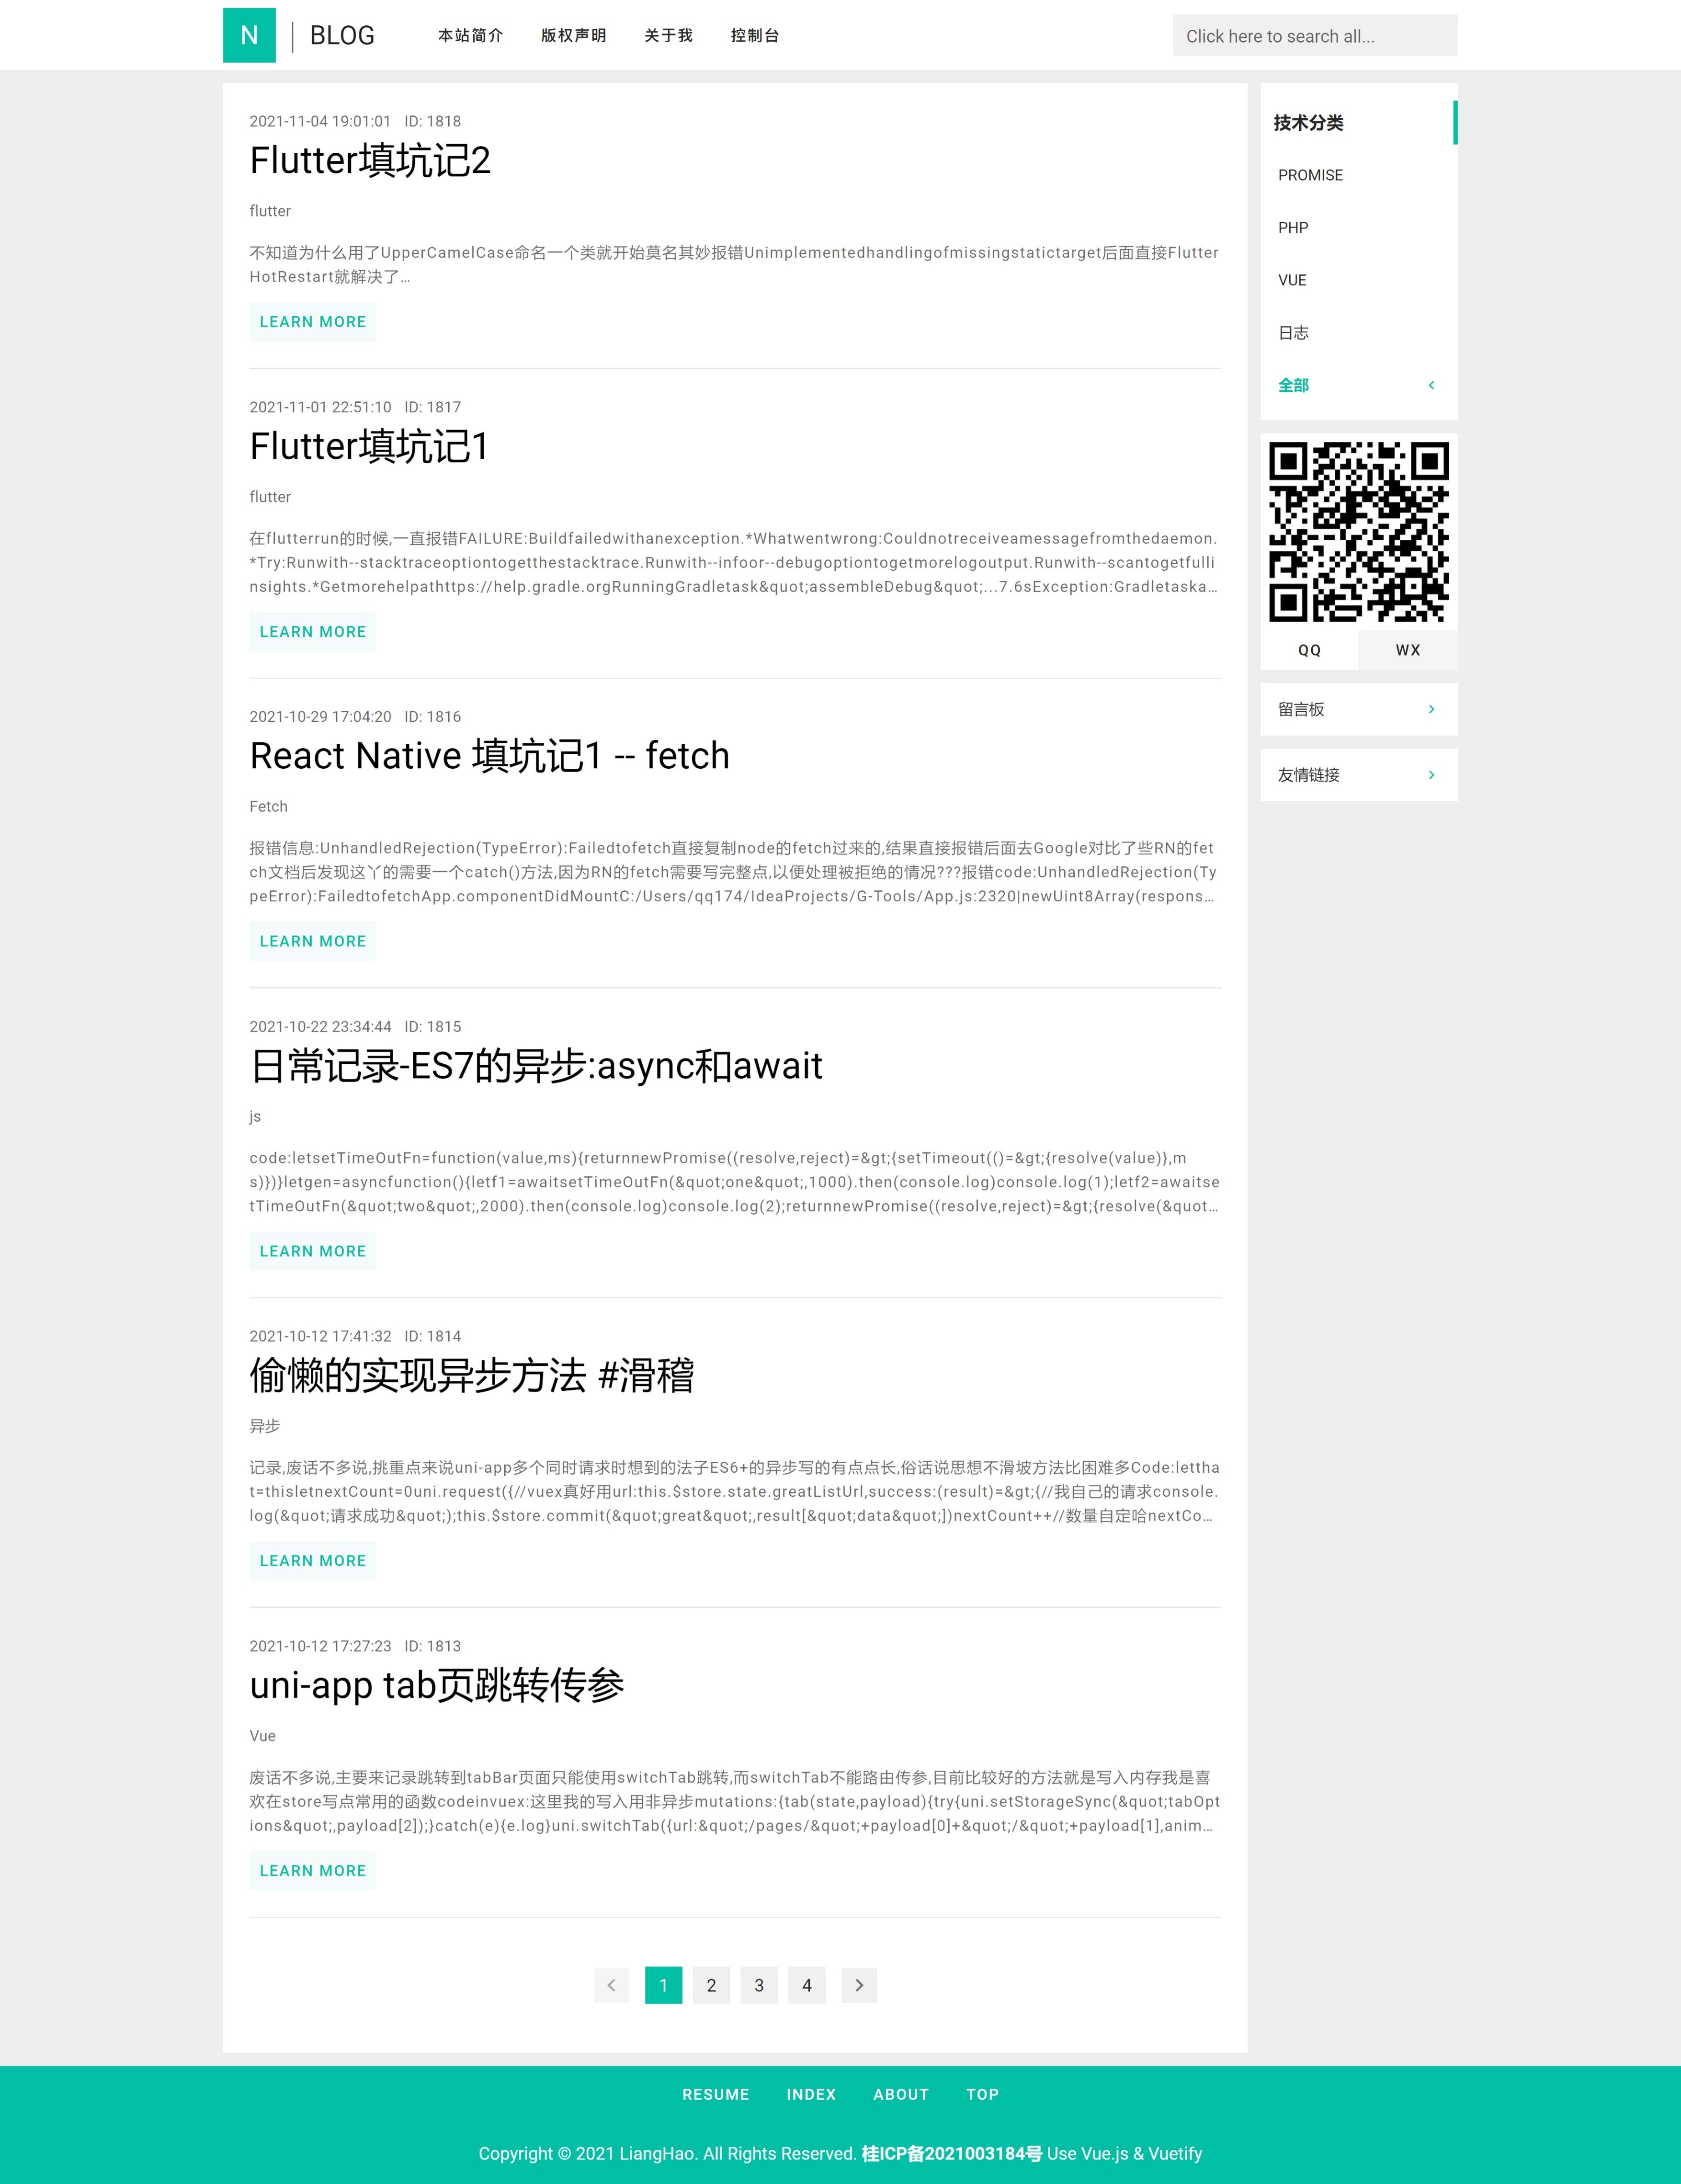 N
BLOG
本站简介
版权声明
关于我
控制台
Click here to search all...
2021-11-04 19:01:01 ID: 1818
Flutter填坑记2
flutter
不知道为什么用了UpperCamelCase命名一个类就开始莫名其妙报错Unimplementedhandlingofmissingstatictarget后面直接Flutter
HotRestart就解决了...
LEARN MORE
2021-11-01 22:51:10 ID: 1817
Flutter填坑记1
flutter
在flutterrun的时候,一直报错FAILURE:Buildfailedwithanexception.*Whatwentwrong:Couldnotreceiveamessagefromthedaemon.
*Try:Runwith--stacktraceoptiontogetthestacktrace.Runwith--infoor--debugoptiontogetmorelogoutput.Runwith--scantogetfulli
nsights.*Getmorehelpathttps://help.gradle.orgRunningGradletask&quot;assembleDebug&quot;...7.6sException:Gradletaska...
LEARN MORE
2021-10-29 17:04:20 ID: 1816
React Native 填坑记1 -- fetch
Fetch
报错信息:UnhandledRejection(TypeError):Failedtofetch直接复制node的fetch过来的,结果直接报错后面去Google对比了些RN的fet
ch文档后发现这丫的需要一个catch()方法,因为RN的fetch需要写完整点,以便处理被拒绝的情况???报错code:UnhandledRejection(Ty
peError):FailedtofetchApp.componentDidMountC:/Users/qq174/IdeaProjects/G-Tools/App.js:2320|newUint8Array(respons...
LEARN MORE
2021-10-22 23:34:44 ID: 1815
日常记录-ES7的异步:async和await
js
code:letsetTimeOutFn=function(value,ms){returnnewPromise((resolve,reject)=&gt;{setTimeout(()=&gt;{resolve(value)},m
s)})}letgen=asyncfunction(){letf1=awaitsetTimeOutFn(&quot;one&quot;,1000).then(console.log)console.log(1);letf2=awaitse
tTimeOutFn(&quot;two&quot;,2000).then(console.log)console.log(2);returnnewPromise((resolve,reject)=&gt;{resolve(&quot...
LEARN MORE
2021-10-12 17:41:32 ID: 1814
偷懒的实现异步方法 #滑稽
异步
记录,废话不多说,挑重点来说uni-app多个同时请求时想到的法子ES6+的异步写的有点点长,俗话说思想不滑坡方法比困难多Code:lettha
t=thisletnextCount=0uni.request({//vuex真好用url:this.$store.state.greatListUrl,success:(result)=&gt;{//我自己的请求console.
log(&quot;请求成功&quot;);this.$store.commit(&quot;great&quot;,result[&quot;data&quot;])nextCount++//数量自定哈nextCo...
LEARN MORE
2021-10-12 17:27:23 ID: 1813
uni-app tab页跳转传参
Vue
废话不多说,主要来记录跳转到tabBar页面只能使用switchTab跳转,而switchTab不能路由传参,目前比较好的方法就是写入内存我是喜
欢在store写点常用的函数codeinvuex:这里我的写入用非异步mutations:{tab(state,payload){try{uni.setStorageSync(&quot;tabOpt
ions&quot;,payload[2]);}catch(e){e.log}uni.switchTab({url:&quot;/pages/&quot;+payload[0]+&quot;/&quot;+payload[1],anim...
LEARN MORE
1
2
3
4
技术分类
PROMISE
PHP
VUE
日志
全部
QQ
WX
留言板
友情链接
RESUME
INDEX
ABOUT
TOP
Copyright © 2021 LiangHao. All Rights Reserved. 桂ICP备2021003184号 Use Vue.js & Vuetify